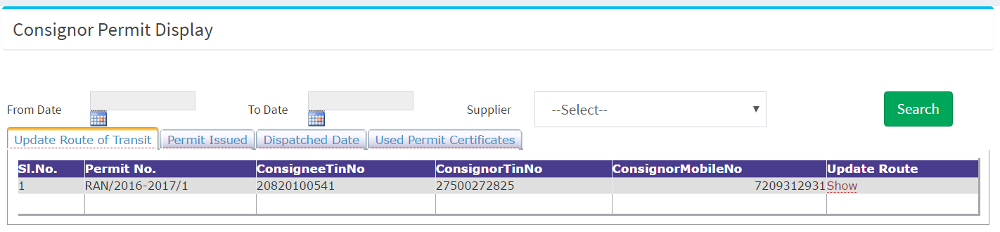 Consignor Permit Display
From Date To Date Supplier --Select-- Search
Update Route of Transit Permit Issued Dispatched Date Used Permit Certificates
Sl.No. Permit No. ConsigneeTinNo ConsignorTinNo ConsignorMobileNo Update Route
1 RAN/2016-2017/1 20820100541 27500272825 7209312931 Show